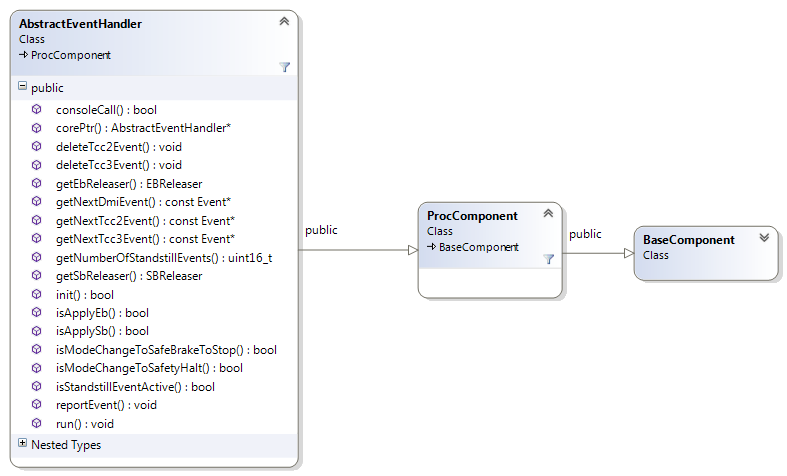 AbstractEventHandler
Class
ProcComponent
public
consoleCall() : bool
corePtr() : AbstractEventHandler*
deleteTcc2Event() : void
deleteTcc3Event() : void
getEbReleaser() : EBReleaser
getNextDmiEvent() : const Event*
getNextTcc2Event() : const Event*
getNextTcc3Event() : const Event*
getNumberOfStandstillEvents() : uint16_t
getSbReleaser() : SBReleaser
init() : bool
isApplyEb() : bool
isApplySb() : bool
isModeChangeToSafeBrakeToStop() : bool
isModeChangeToSafetyHalt() : bool
isStandstillEventActive() : bool
reportEvent() : void
run() : void
Nested Types
public
ProcComponent
Class
BaseComponent
public
BaseComponent
Class